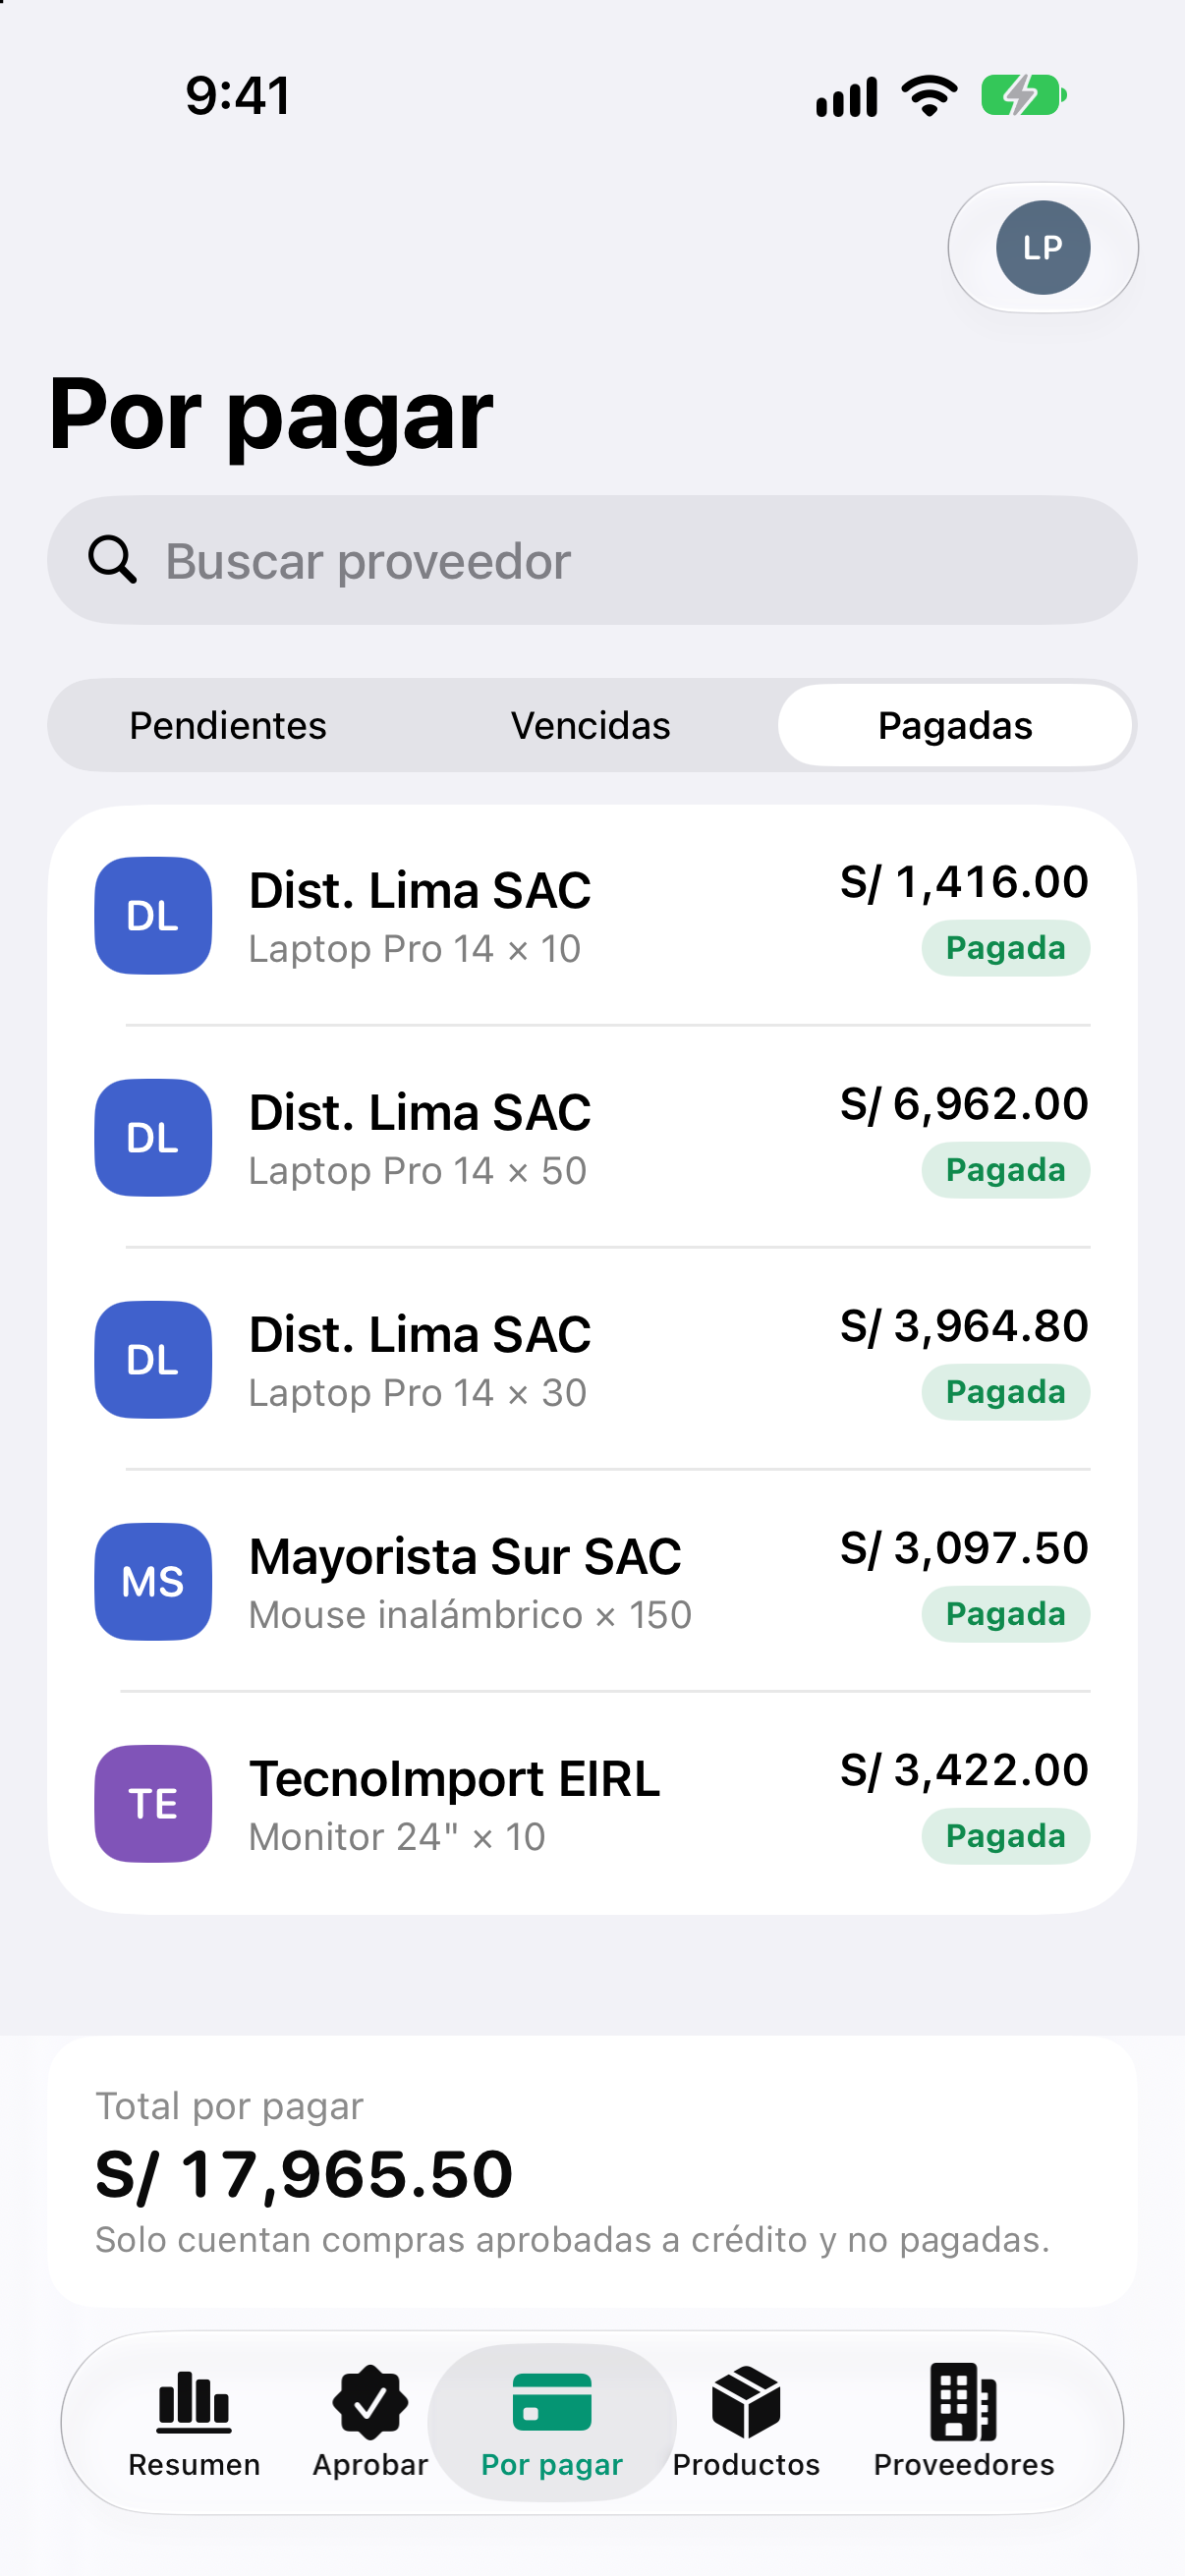 9:41
LP
Por pagar
Buscar proveedor
Pendientes
Vencidas
Pagadas
DL
Dist. Lima SAC
Laptop Pro 14 × 10
S/ 1,416.00
Pagada
DL
Dist. Lima SAC
Laptop Pro 14 × 50
S/ 6,962.00
Pagada
DL
Dist. Lima SAC
Laptop Pro 14 × 30
S/ 3,964.80
Pagada
MS
Mayorista Sur SAC
Mouse inalámbrico × 150
S/ 3,097.50
Pagada
TE
TecnoImport EIRL
Monitor 24" × 10
S/ 3,422.00
Pagada
Total por pagar
S/ 17,965.50
Solo cuentan compras aprobadas a crédito y no pagadas.
Resumen
Aprobar
Por pagar
Productos
Proveedores